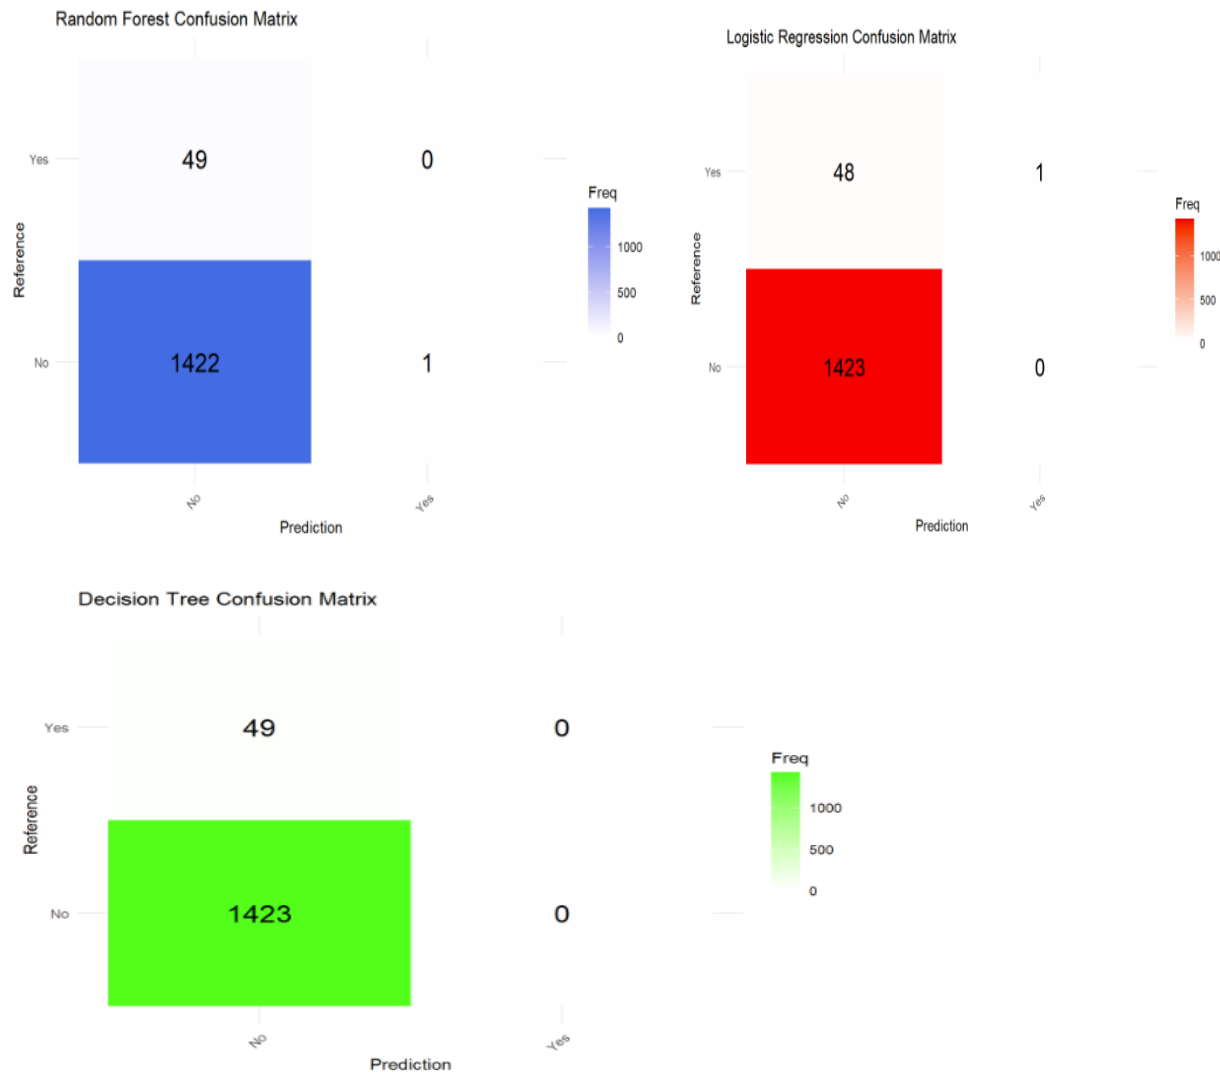 Random Forest Confusion Matrix
Yes
49
0
Freq
1000
500
0
Reference
No
1422
1
No
Yes
Prediction
Logistic Regression Confusion Matrix
Yes
48
1
Freq
1000
500
0
Reference
No
1423
0
No
Yes
Prediction
Decision Tree Confusion Matrix
Yes
49
0
Freq
1000
500
0
Reference
No
1423
0
No
Yes
Prediction